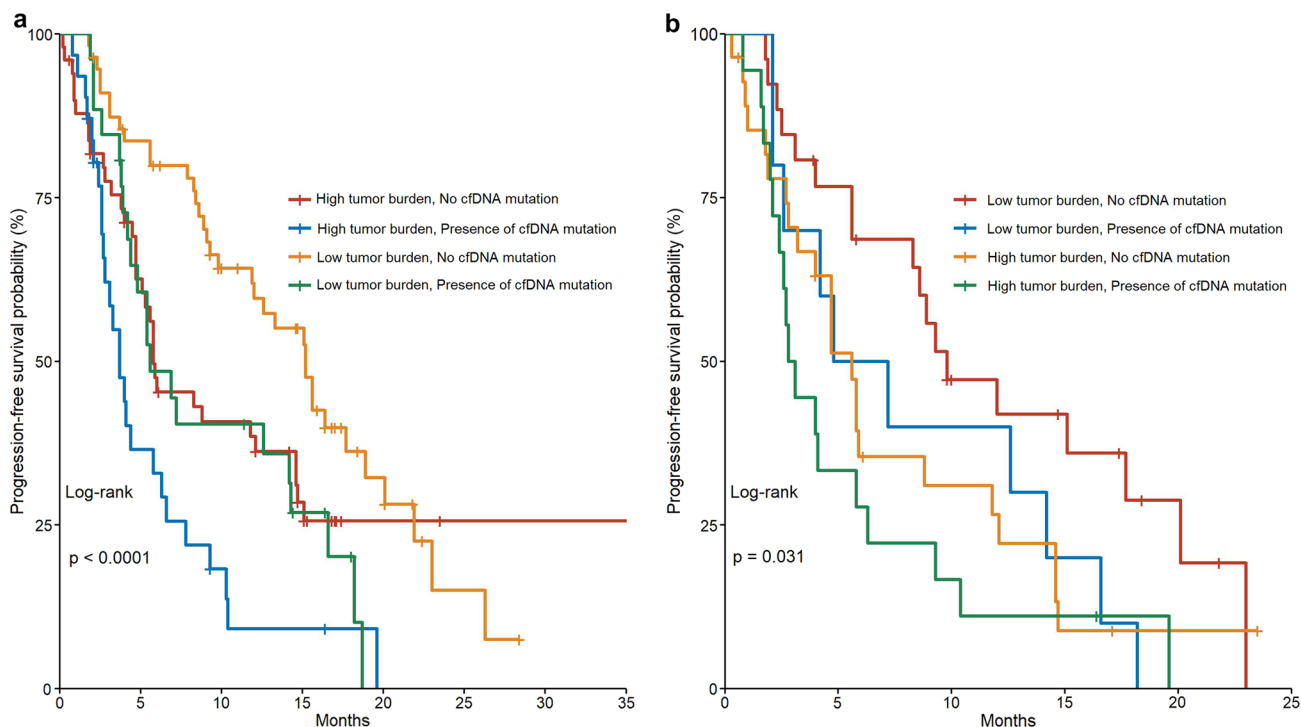 a
Progression-free survival probability (%)
100
75
50
25
0
High tumor burden, No cfDNA mutation
High tumor burden, Presence of cfDNA mutation
Low tumor burden, No cfDNA mutation
Low tumor burden, Presence of cfDNA mutation
Log-rank
p < 0.0001
0 5 10 15 20 25 30 35
Months
b
Progression-free survival probability (%)
100
75
50
25
0
Low tumor burden, No cfDNA mutation
Low tumor burden, Presence of cfDNA mutation
High tumor burden, No cfDNA mutation
High tumor burden, Presence of cfDNA mutation
Log-rank
p = 0.031
0 5 10 15 20 25
Months